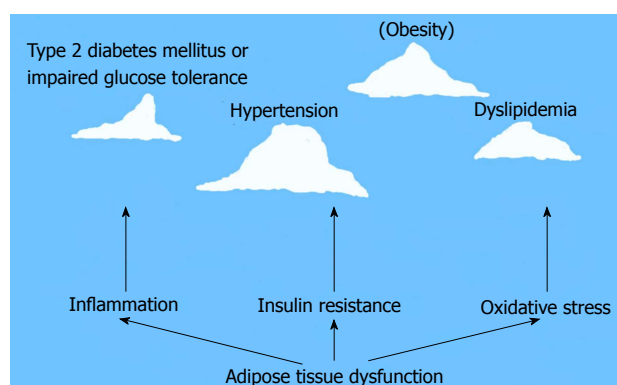 (Obesity)
Type 2 diabetes mellitus or
impaired glucose tolerance
Hypertension
Dyslipidemia
Inflammation
Insulin resistance
Oxidative stress
Adipose tissue dysfunction